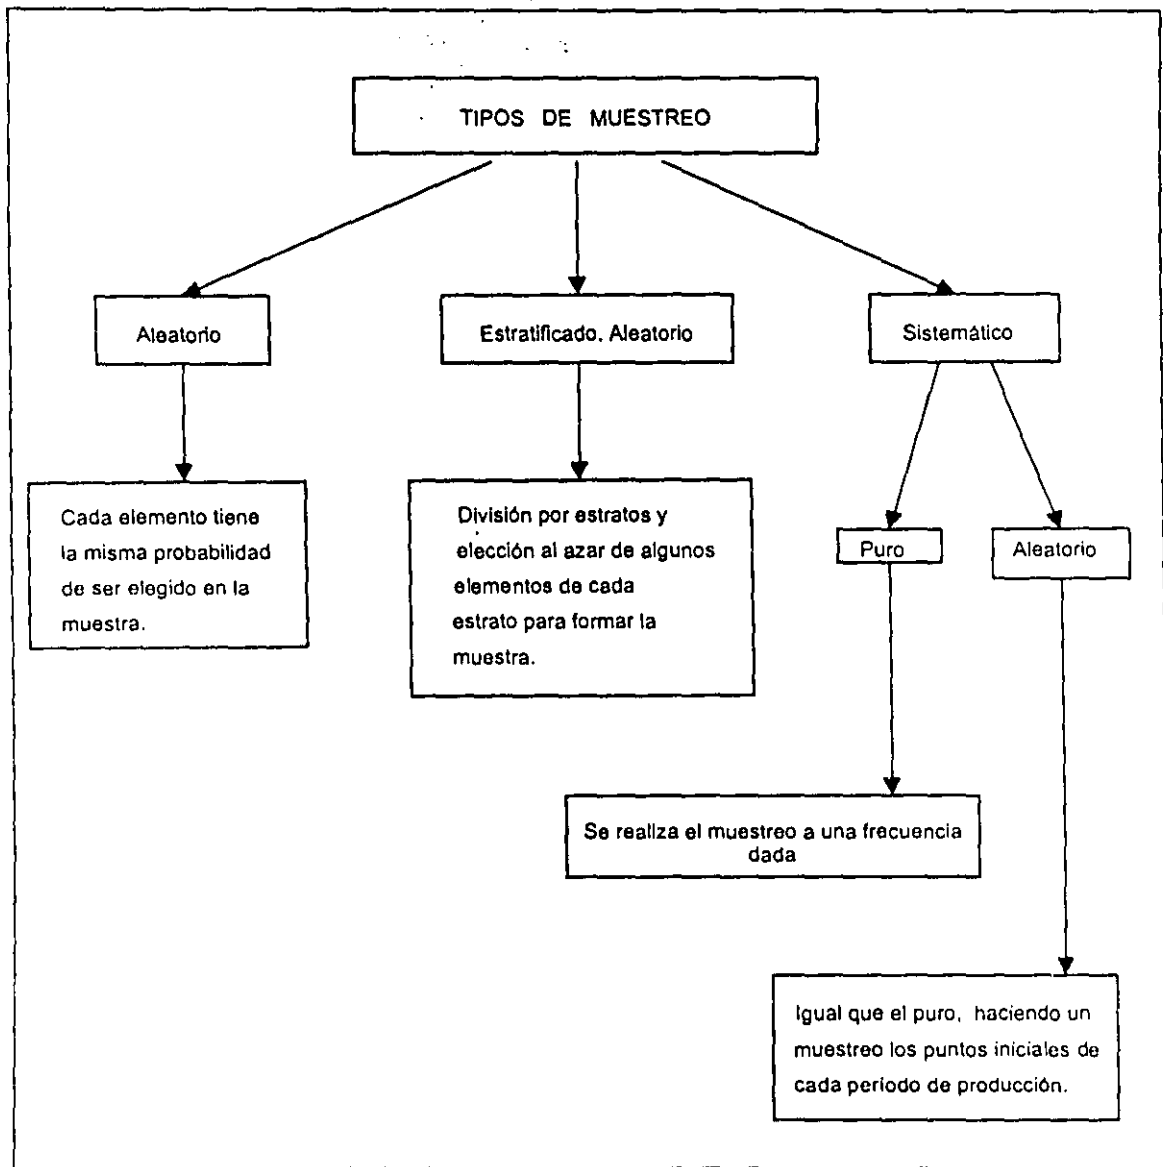 TIPOS DE MUESTREO
Aleatorio
Estratificado. Aleatorio
Sistemático
Cada elemento tiene
la misma probabilidad
de ser elegido en la
muestra.
División por estratos y
elección al azar de algunos
elementos de cada
estrato para formar la
muestra.
Puro
Aleatorio
Se realiza el muestreo a una frecuencia
dada
Igual que el puro, haciendo un
muestreo los puntos iniciales de
cada período de producción.